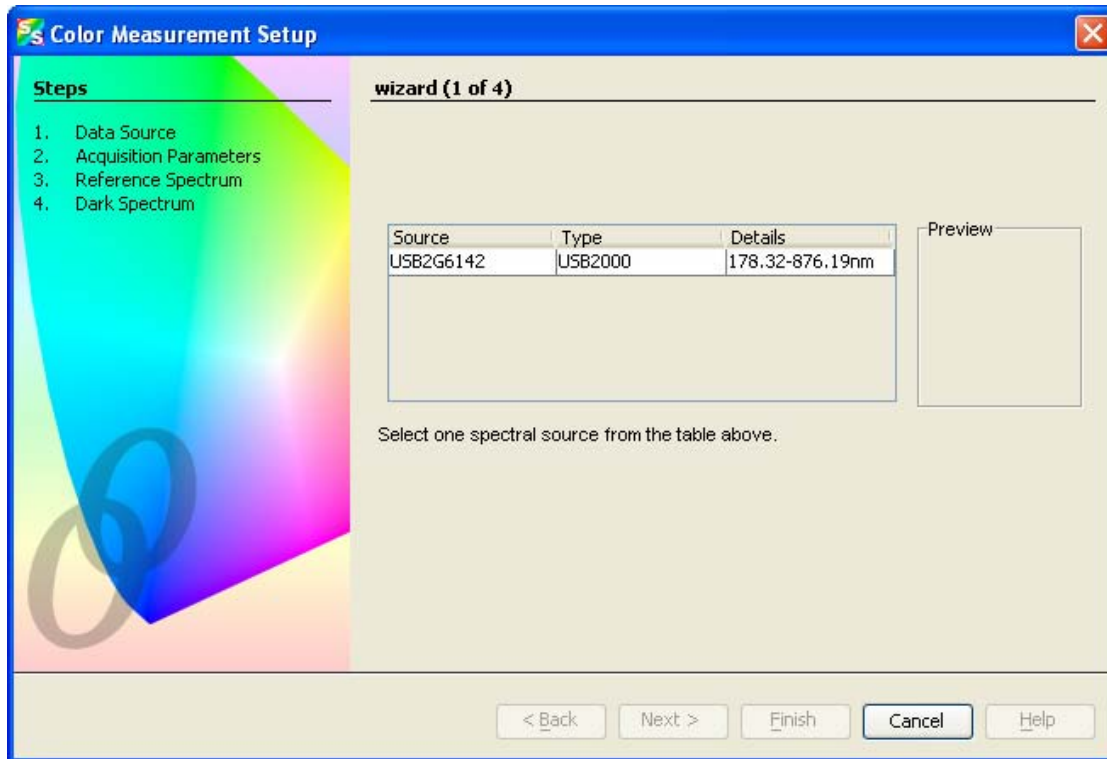 SS Color Measurement Setup
Steps
1. Data Source
2. Acquisition Parameters
3. Reference Spectrum
4. Dark Spectrum
wizard (1 of 4)
Source Type Details
USB2G6142 USB2000 178.32-876.19nm
Preview
Select one spectral source from the table above.
< Back Next > Finish Cancel Help